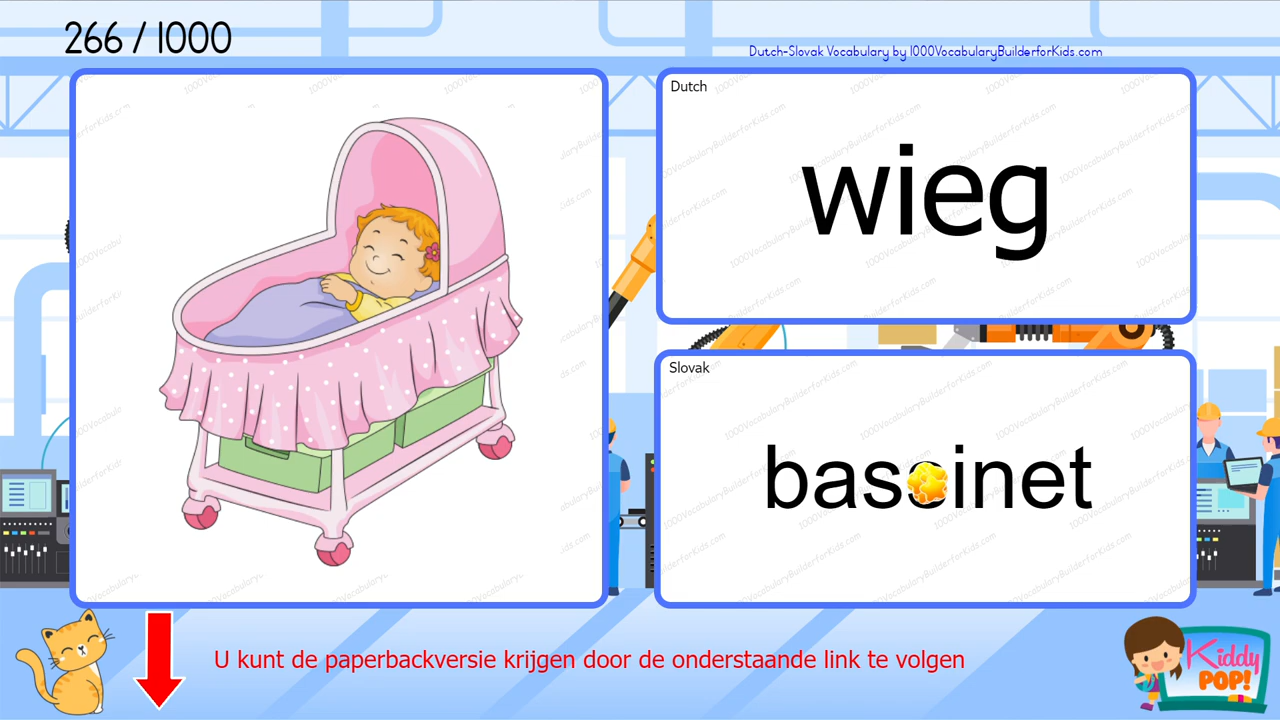 266 / 1000
Dutch-Slovak Vocabulary by 1000VocabularyBuilderforKids.com
Dutch
wieg
Slovak
bassinet
U kunt de paperbackversie krijgen door de onderstaande link te volgen
Kiddy
POP!